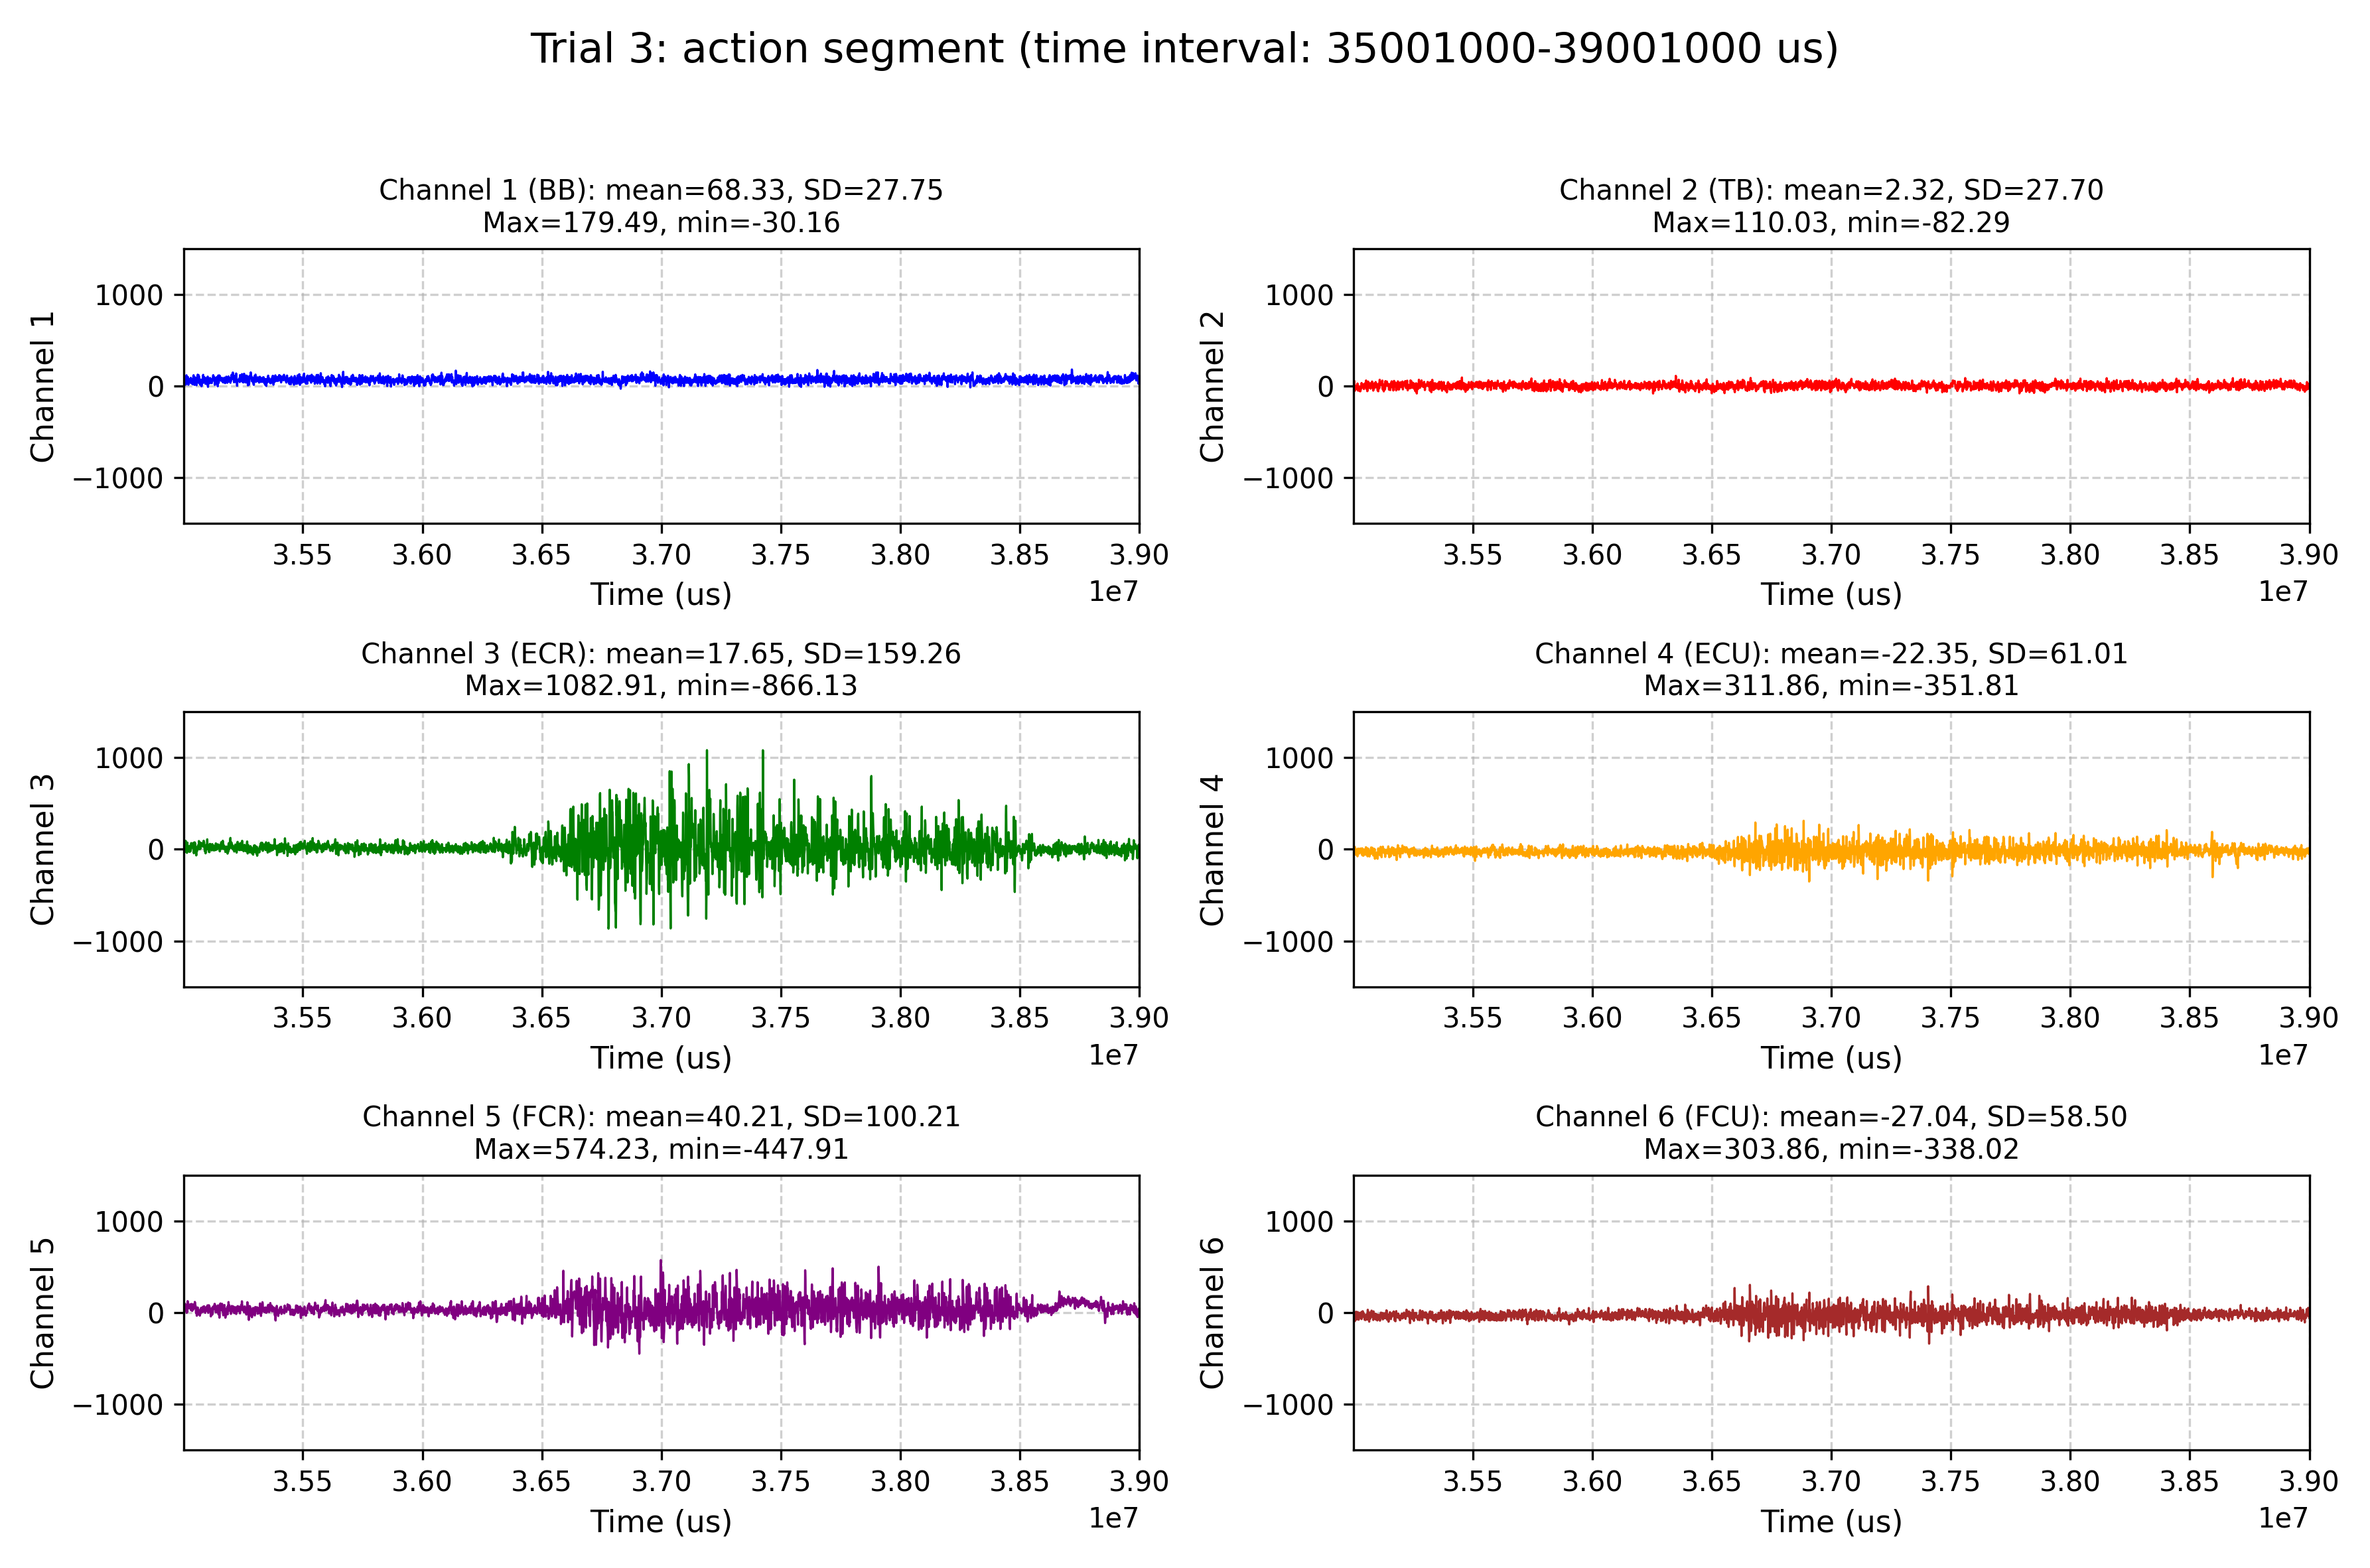 Trial 3: action segment (time interval: 35001000-39001000 us)
Channel 1 (BB): mean=68.33, SD=27.75
Max=179.49, min=-30.16
Channel 1
1000
0
−1000
3.55 3.60 3.65 3.70 3.75 3.80 3.85 3.90
Time (us)
1e7
Channel 2 (TB): mean=2.32, SD=27.70
Max=110.03, min=-82.29
Channel 2
1000
0
−1000
3.55 3.60 3.65 3.70 3.75 3.80 3.85 3.90
Time (us)
1e7
Channel 3 (ECR): mean=17.65, SD=159.26
Max=1082.91, min=-866.13
Channel 3
1000
0
−1000
3.55 3.60 3.65 3.70 3.75 3.80 3.85 3.90
Time (us)
1e7
Channel 4 (ECU): mean=-22.35, SD=61.01
Max=311.86, min=-351.81
Channel 4
1000
0
−1000
3.55 3.60 3.65 3.70 3.75 3.80 3.85 3.90
Time (us)
1e7
Channel 5 (FCR): mean=40.21, SD=100.21
Max=574.23, min=-447.91
Channel 5
1000
0
−1000
3.55 3.60 3.65 3.70 3.75 3.80 3.85 3.90
Time (us)
1e7
Channel 6 (FCU): mean=-27.04, SD=58.50
Max=303.86, min=-338.02
Channel 6
1000
0
−1000
3.55 3.60 3.65 3.70 3.75 3.80 3.85 3.90
Time (us)
1e7